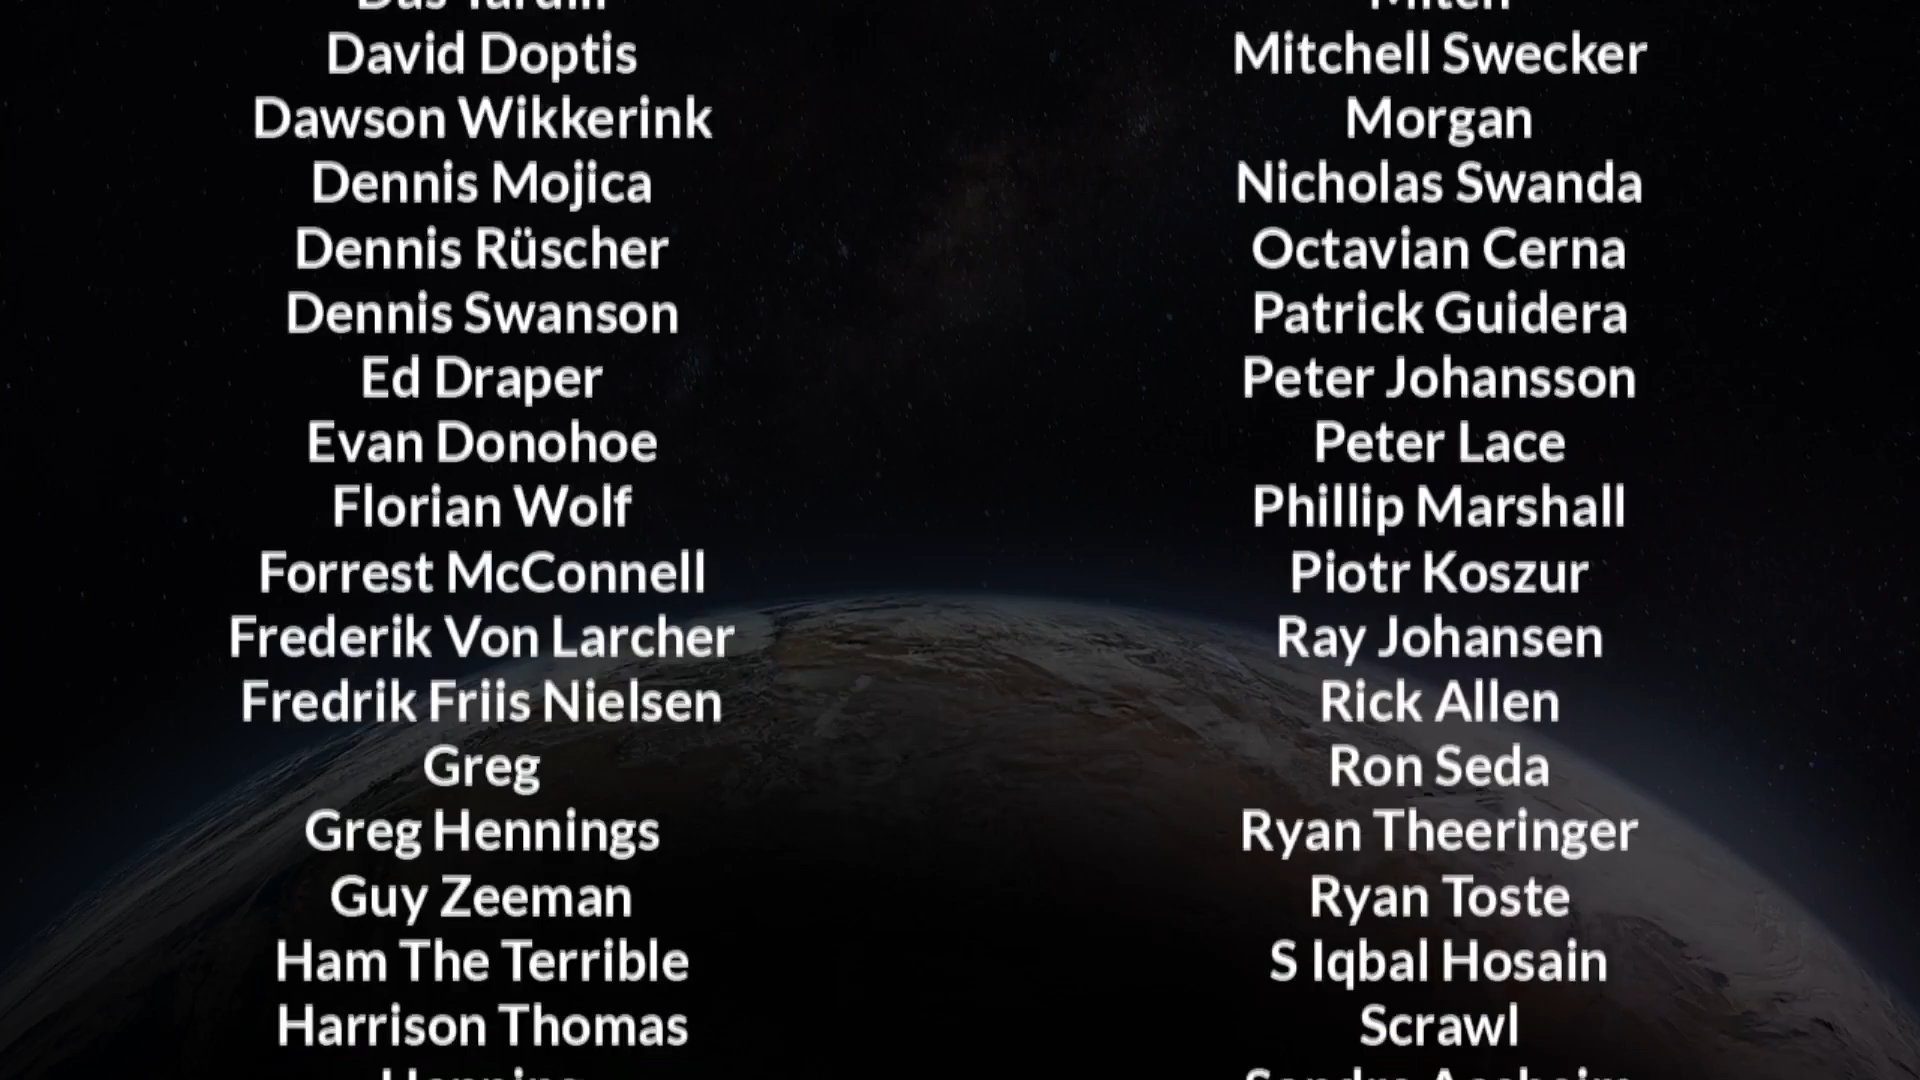 David Doptis
Dawson Wikkerink
Dennis Mojica
Dennis Rüscher
Dennis Swanson
Ed Draper
Evan Donohoe
Florian Wolf
Forrest McConnell
Frederik Von Larcher
Fredrik Friis Nielsen
Greg
Greg Hennings
Guy Zeeman
Ham The Terrible
Harrison Thomas
Mitch
Mitchell Swecker
Morgan
Nicholas Swanda
Octavian Cerna
Patrick Guidera
Peter Johansson
Peter Lace
Phillip Marshall
Piotr Koszur
Ray Johansen
Rick Allen
Ron Seda
Ryan Theeringer
Ryan Toste
S Iqbal Hosain
Scrawl